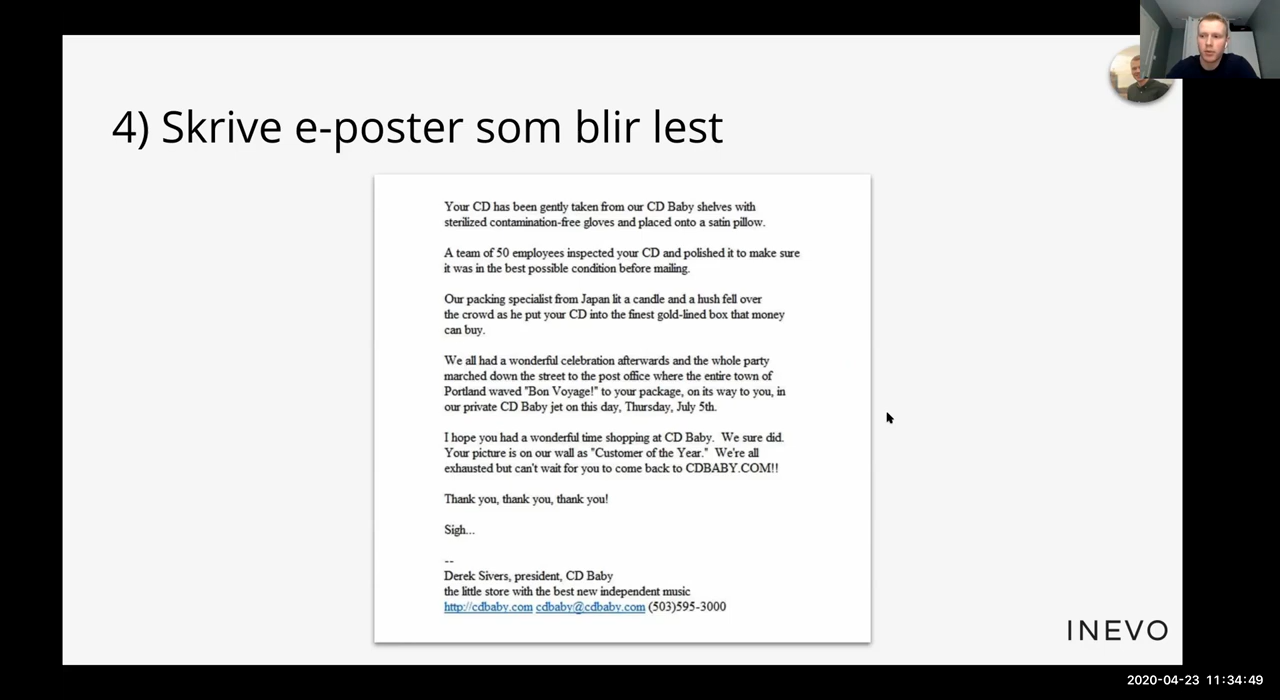 4) Skrive e-poster som blir lest
Your CD has been gently taken from our CD Baby shelves with
sterilized contamination-free gloves and placed onto a satin pillow.
A team of 50 employees inspected your CD and polished it to make sure
it was in the best possible condition before mailing.
Our packing specialist from Japan lit a candle and a hush fell over
the crowd as he put your CD into the finest gold-lined box that money
can buy.
We all had a wonderful celebration afterwards and the whole party
marched down the street to the post office where the entire town of
Portland waved "Bon Voyage!" to your package, on its way to you, in
our private CD Baby jet on this day, Thursday, July 5th.
I hope you had a wonderful time shopping at CD Baby.  We sure did.
Your picture is on our wall as "Customer of the Year."  We're all
exhausted but can't wait for you to come back to CDBABY.COM!!
Thank you, thank you, thank you!
Sigh...
--
Derek Sivers, president, CD Baby
the little store with the best new independent music
http://cdbaby.com cdbaby@cdbaby.com (503)595-3000
INEVO
2020-04-23 11:34:49